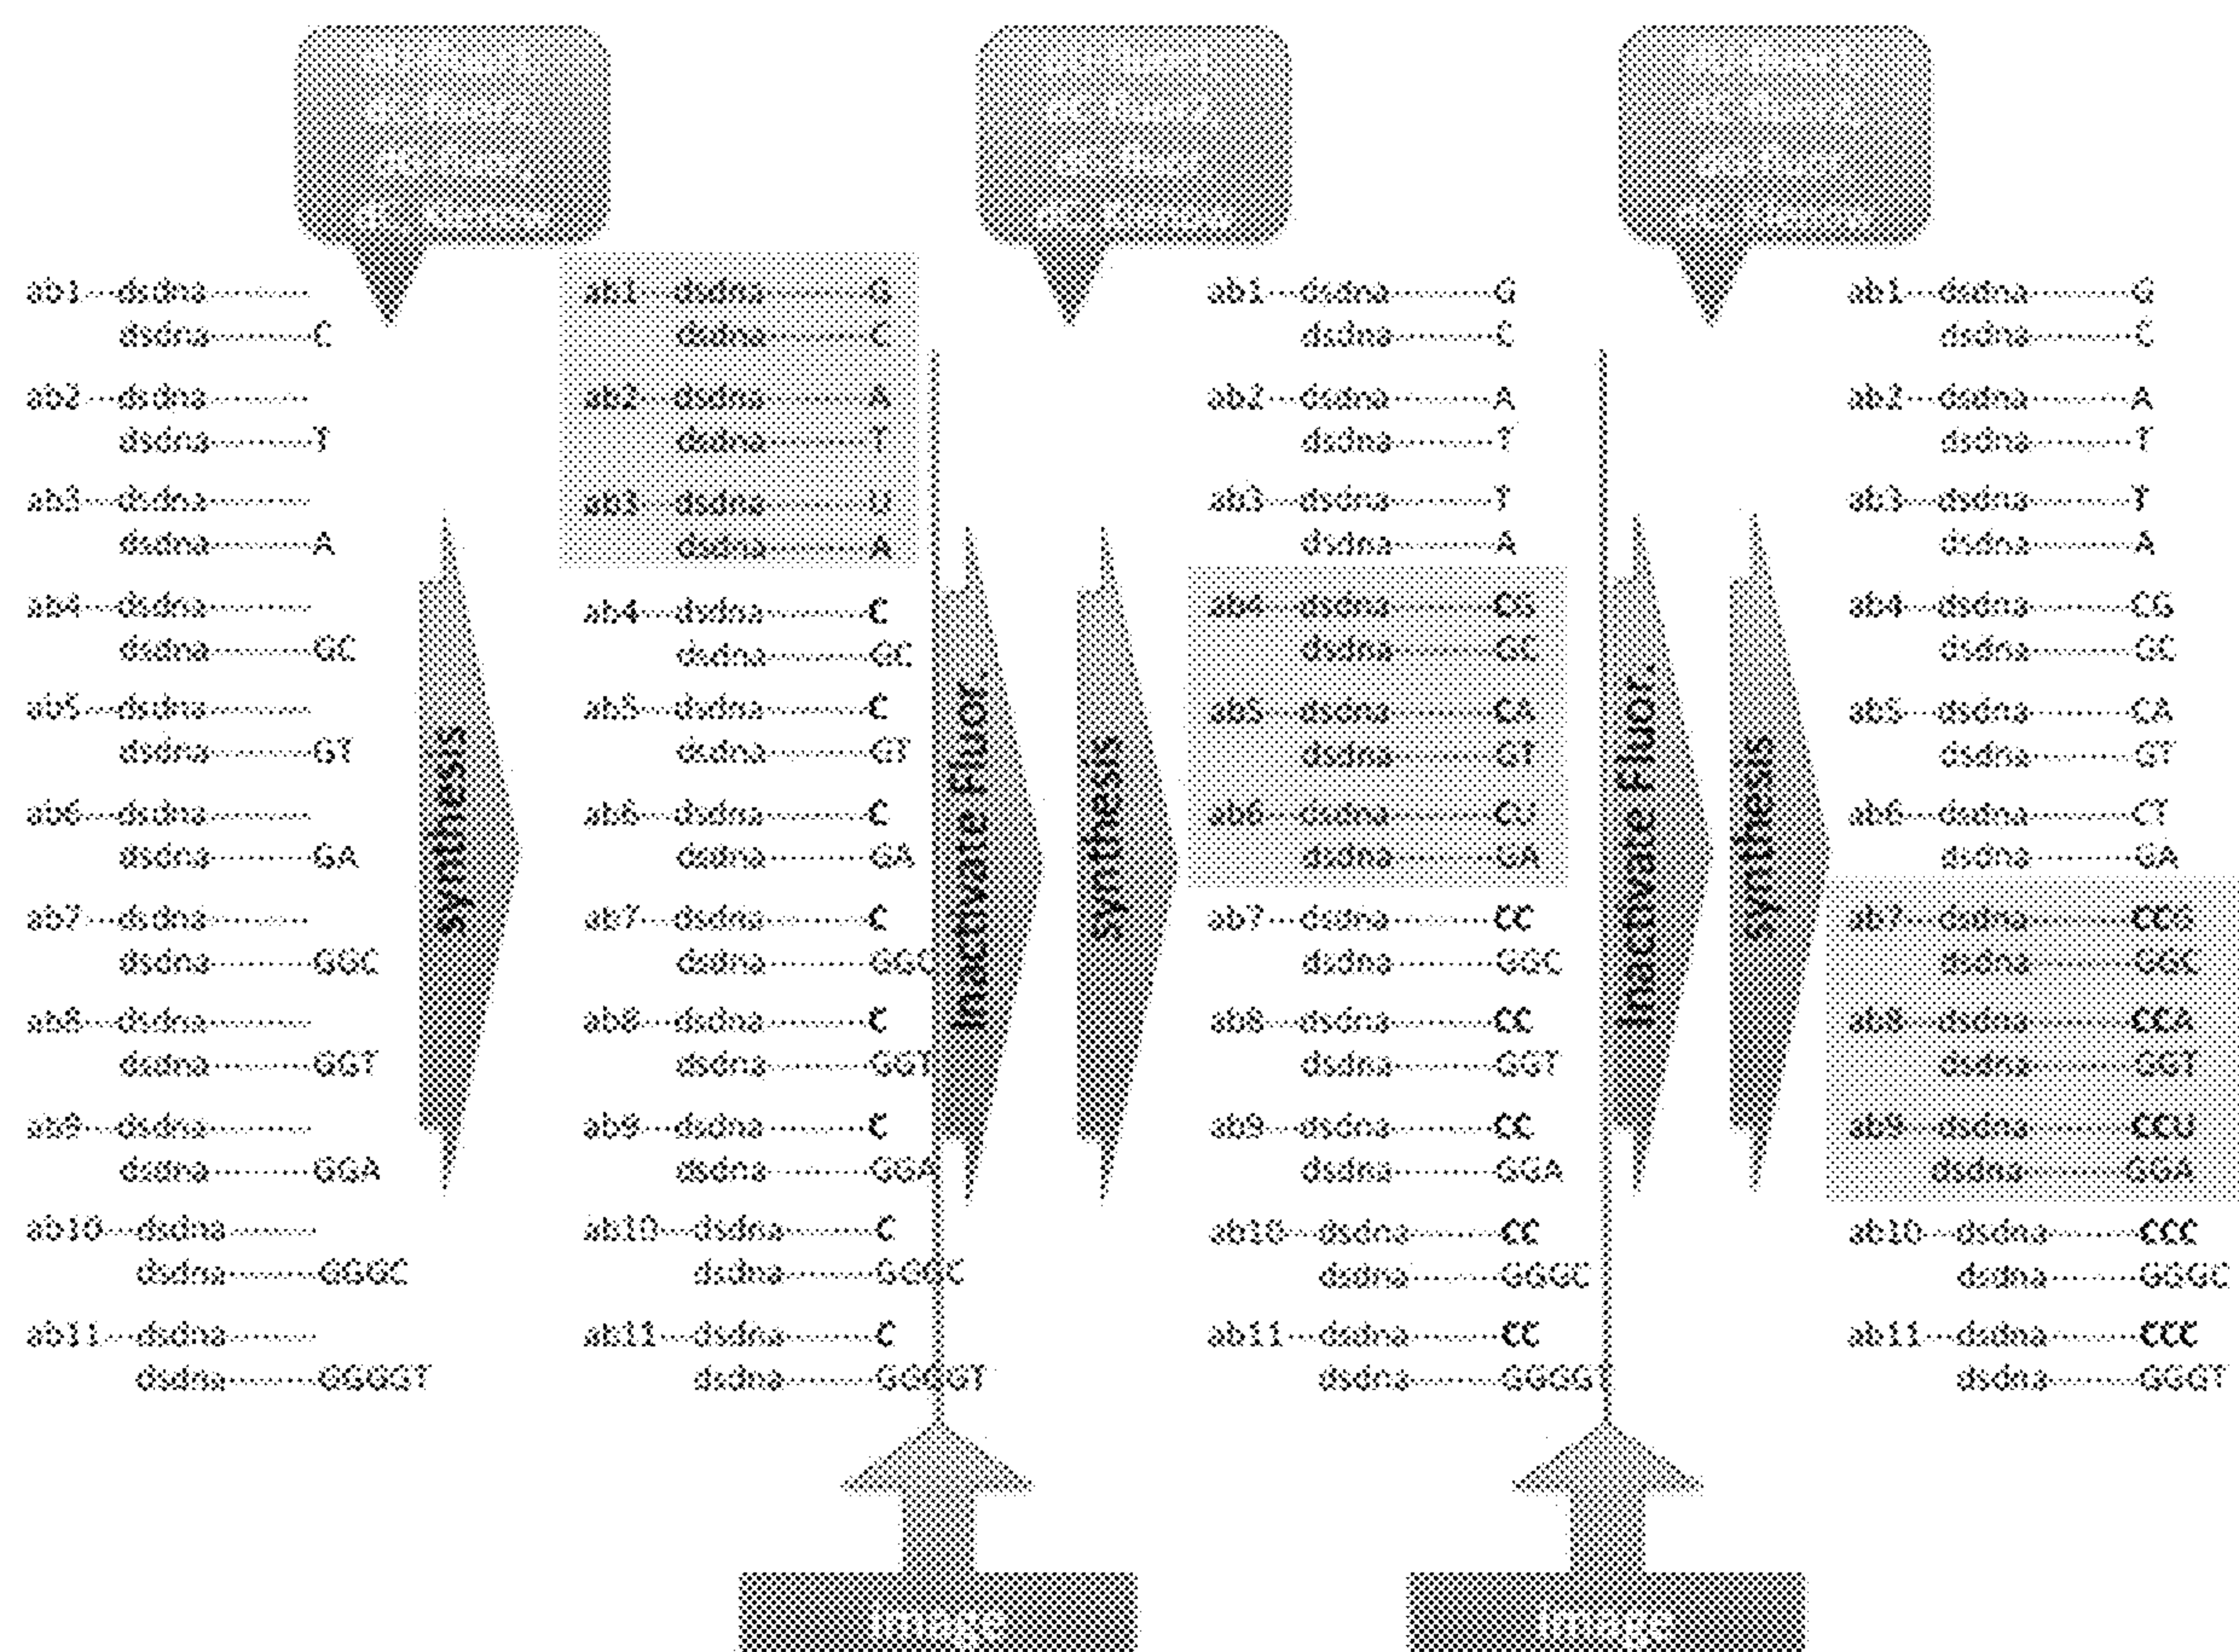 ab1--dsdna--------
dsdna--------C
ab2--dsdna--------
dsdna--------T
ab3--dsdna--------
dsdna--------A
ab4--dsdna--------
dsdna--------GC
ab5--dsdna--------
dsdna--------GT
ab6--dsdna--------
dsdna--------GA
ab7--dsdna--------
dsdna--------GGC
ab8--dsdna--------
dsdna--------GGT
ab9--dsdna--------
dsdna--------GGA
ab10--dsdna--------
dsdna--------GGGC
ab11--dsdna--------
dsdna--------GGGGT
synthesis
ab1--dsdna--------G
dsdna--------C
ab2--dsdna--------A
dsdna--------T
ab3--dsdna--------U
dsdna--------A
ab4--dsdna--------C
dsdna--------GC
ab5--dsdna--------C
dsdna--------GT
ab6--dsdna--------C
dsdna--------GA
ab7--dsdna--------C
dsdna--------GGC
ab8--dsdna--------C
dsdna--------GGT
ab9--dsdna--------C
dsdna--------GGA
ab10--dsdna--------C
dsdna--------GGGC
ab11--dsdna--------C
dsdna--------GGGGT
image
Inactivate Fluor.
synthesis
ab1--dsdna--------G
dsdna--------C
ab2--dsdna--------A
dsdna--------T
ab3--dsdna--------T
dsdna--------A
ab4--dsdna--------CG
dsdna--------GC
ab5--dsdna--------CA
dsdna--------GT
ab6--dsdna--------CU
dsdna--------GA
ab7--dsdna--------CC
dsdna--------GGC
ab8--dsdna--------CC
dsdna--------GGT
ab9--dsdna--------CC
dsdna--------GGA
ab10--dsdna--------CC
dsdna--------GGGC
ab11--dsdna--------CC
dsdna--------GGGGT
image
Inactivate Fluor.
synthesis
ab1--dsdna--------G
dsdna--------C
ab2--dsdna--------A
dsdna--------T
ab3--dsdna--------T
dsdna--------A
ab4--dsdna--------CG
dsdna--------GC
ab5--dsdna--------CA
dsdna--------GT
ab6--dsdna--------CT
dsdna--------GA
ab7--dsdna--------CCG
dsdna--------GGC
ab8--dsdna--------CCA
dsdna--------GGT
ab9--dsdna--------CCU
dsdna--------GGA
ab10--dsdna--------CCC
dsdna--------GGGC
ab11--dsdna--------CCC
dsdna--------GGGT